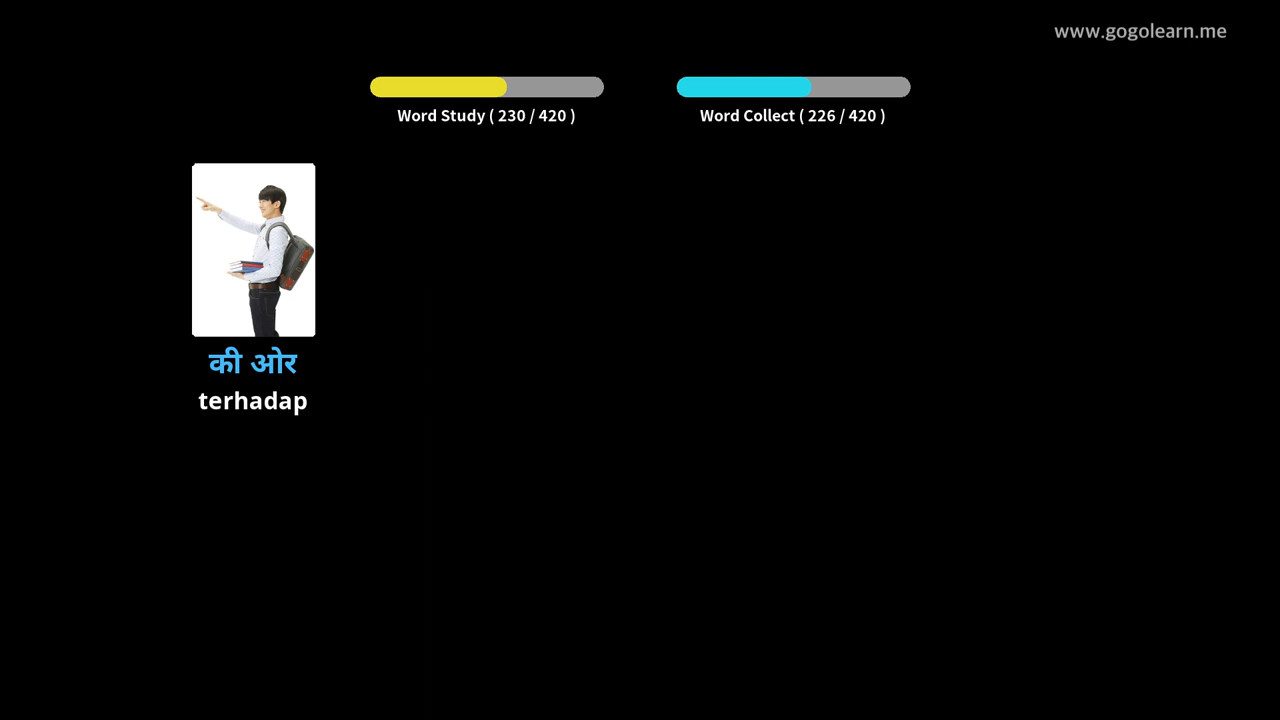 www.gogolearn.me
Word Study ( 230 / 420 )
Word Collect ( 226 / 420 )
की ओर
terhadap